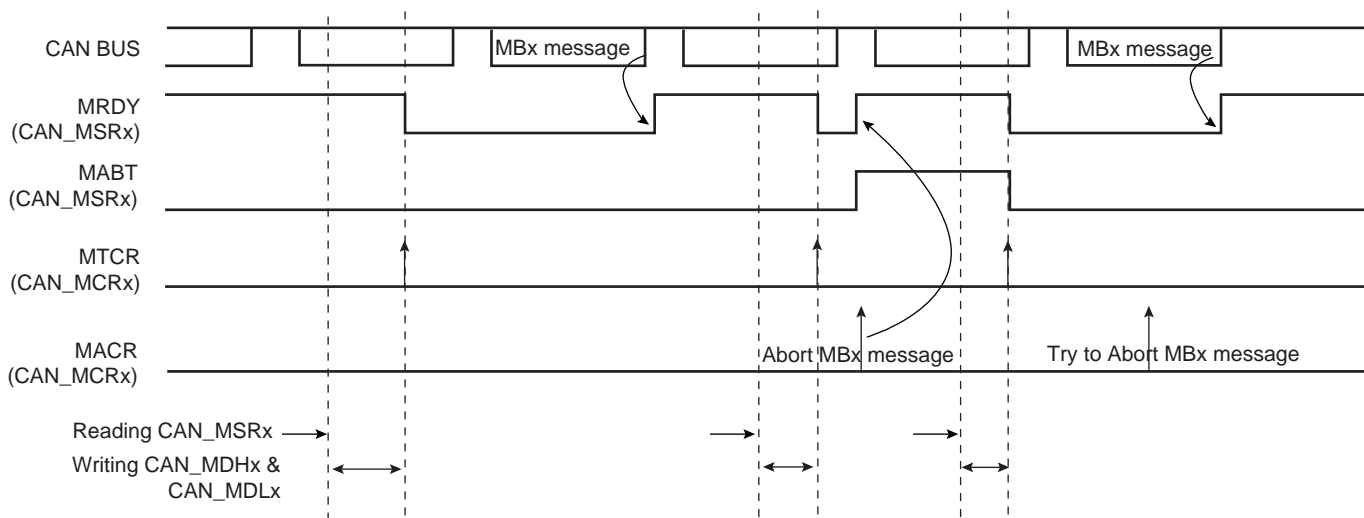 CAN BUS
MBx message
MBx message
MRDY
(CAN_MSRx)
MABT
(CAN_MSRx)
MTCR
(CAN_MCRx)
Abort MBx message
Try to Abort MBx message
MACR
(CAN_MCRx)
Reading CAN_MSRx
Writing CAN_MDHx &
CAN_MDLx